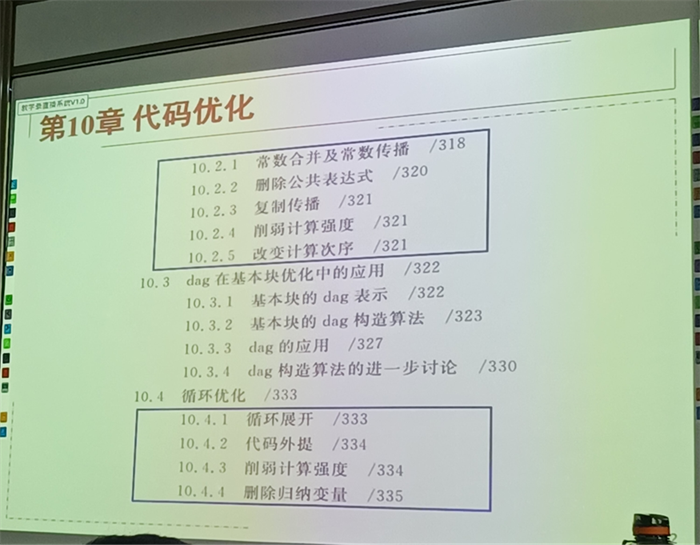 教学录直播系统V1.0
第10章 代码优化
10.2.1 常数合并及常数传播 /318
10.2.2 删除公共表达式 /320
10.2.3 复制传播 /321
10.2.4 削弱计算强度 /321
10.2.5 改变计算次序 /321
10.3 dag 在基本块优化中的应用 /322
10.3.1 基本块的 dag 表示 /322
10.3.2 基本块的 dag 构造算法 /323
10.3.3 dag 的应用 /327
10.3.4 dag 构造算法的进一步讨论 /330
10.4 循环优化 /333
10.4.1 循环展开 /333
10.4.2 代码外提 /334
10.4.3 削弱计算强度 /334
10.4.4 删除归纳变量 /335